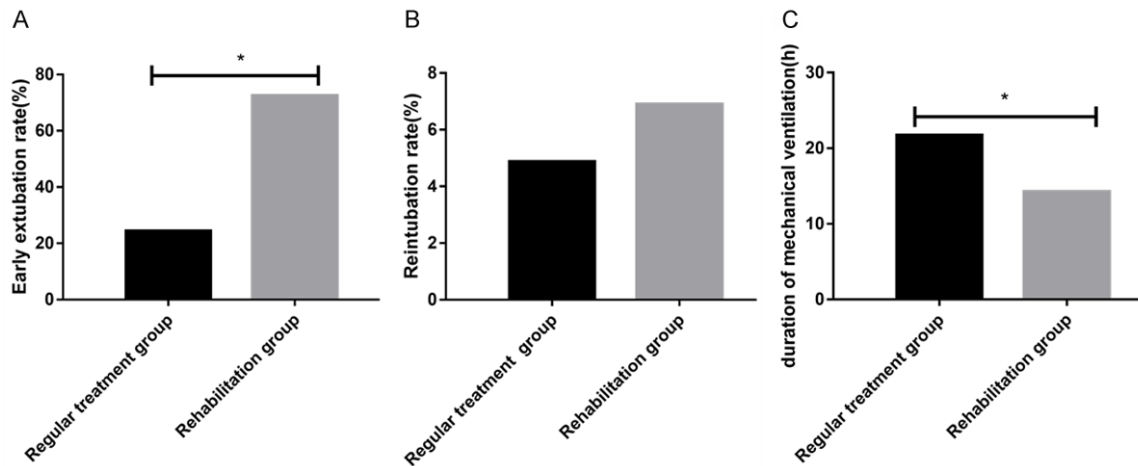 A
Early extubation rate(%)
80
60
40
20
0
*
Regular treatment group
Rehabilitation group
B
Reintubation rate(%)
8
6
4
2
0
Regular treatment group
Rehabilitation group
C
duration of mechanical ventilation(h)
30
20
10
0
*
Regular treatment group
Rehabilitation group